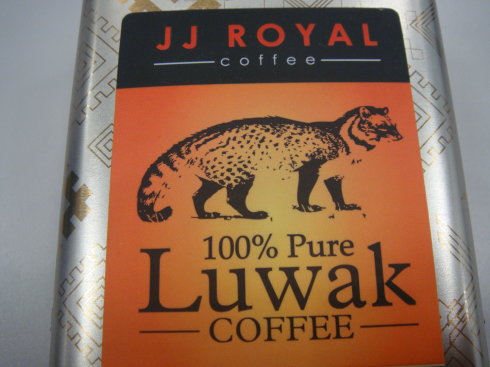 JJ ROYAL
coffee
100% Pure
Luwak
COFFEE